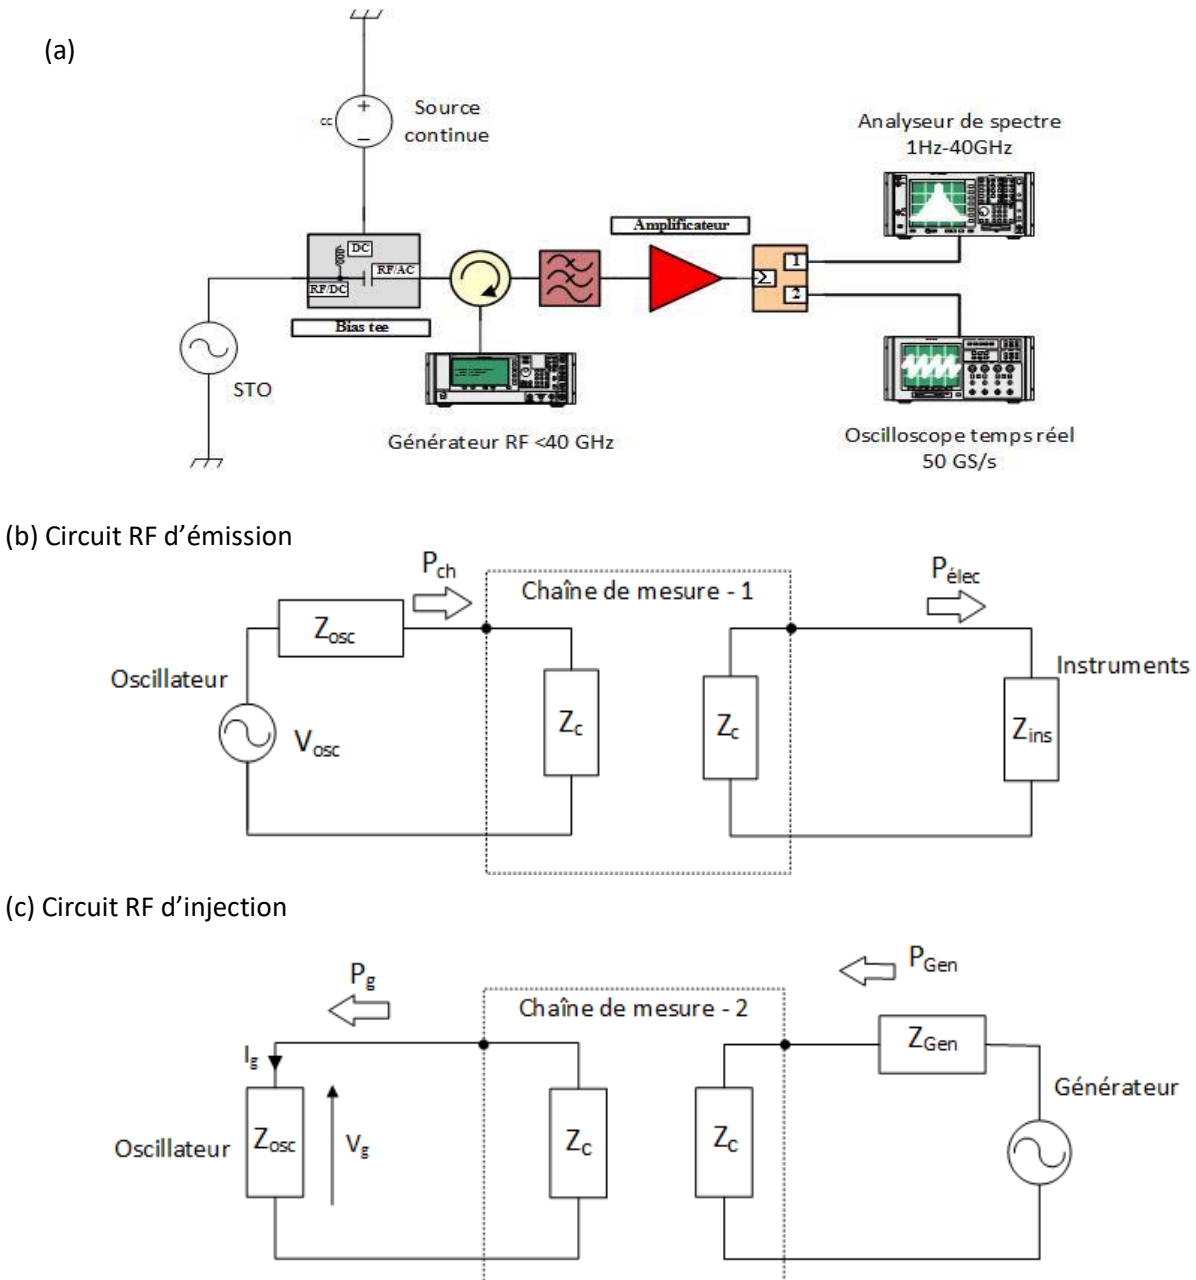 (a)
cc
Source
continue
Analyseur de spectre
1Hz-40GHz
DC
RF/AC
RF/DC
Bias tee
Amplificateur
Σ
1
2
STO
Générateur RF <40 GHz
Oscilloscope temps réel
50 GS/s
(b) Circuit RF d’émission
Pch
Chaîne de mesure - 1
Pélec
Zosc
Oscillateur
Vosc
Zc
Zc
Instruments
Zins
(c) Circuit RF d’injection
Pg
Chaîne de mesure - 2
PGen
Ig
ZGen
Générateur
Oscillateur
Zosc
Vg
ZC
ZC